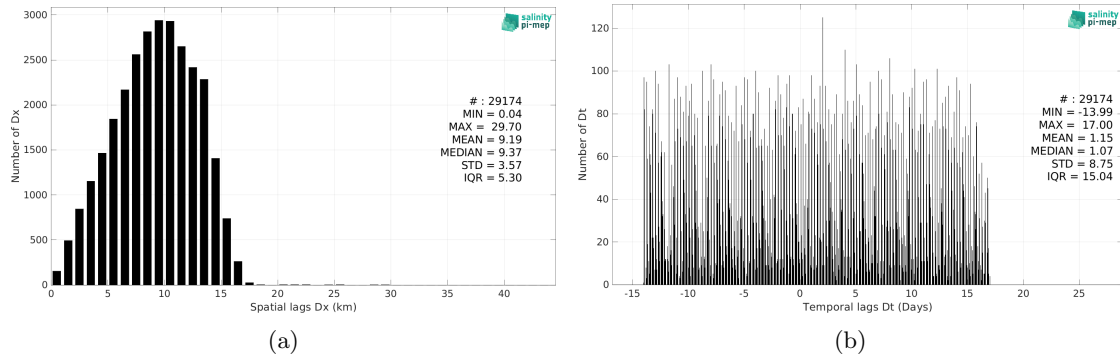 3000
2500
2000
1500
1000
500
0
Number of Dx
0 5 10 15 20 25 30 35 40
Spatial lags Dx (km)
salinity
pi-mep
# : 29174
MIN = 0.04
MAX = 29.70
MEAN = 9.19
MEDIAN = 9.37
STD = 3.57
IQR = 5.30
(a)
120
100
80
60
40
20
0
Number of Dt
-15 -10 -5 0 5 10 15 20 25
Temporal lags Dt (Days)
salinity
pi-mep
# : 29174
MIN = -13.99
MAX = 17.00
MEAN = 1.15
MEDIAN = 1.07
STD = 8.75
IQR = 15.04
(b)